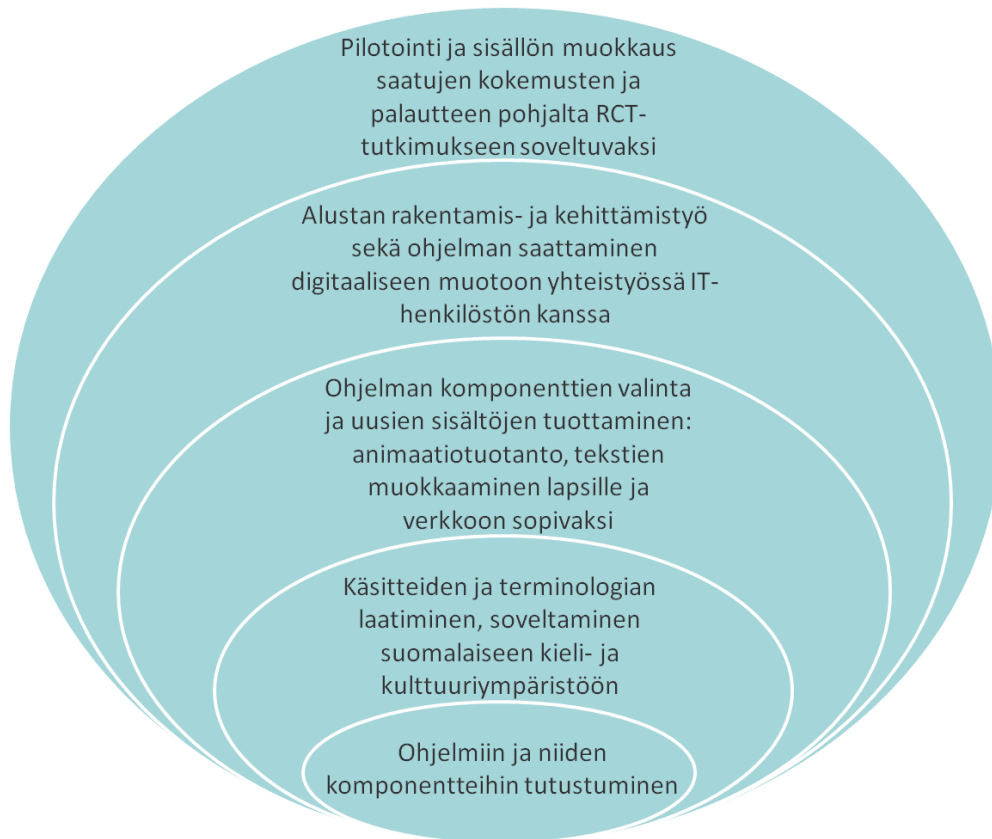 Pilotointi ja sisällön muokkaus
saatujen kokemusten ja
palautteen pohjalta RCT-
tutkimukseen soveltuvaksi
Alustan rakentamis- ja kehittämistyö
sekä ohjelman saattaminen
digitaaliseen muotoon yhteistyössä IT-
henkilöstön kanssa
Ohjelman komponenttien valinta
ja uusien sisältöjen tuottaminen:
animaatiotuotanto, tekstien
muokkaaminen lapsille ja
verkkoon sopivaksi
Käsitteiden ja terminologian
laatiminen, soveltaminen
suomalaiseen kieli- ja
kulttuuriympäristöön
Ohjelmiin ja niiden
komponentteihin tutustuminen